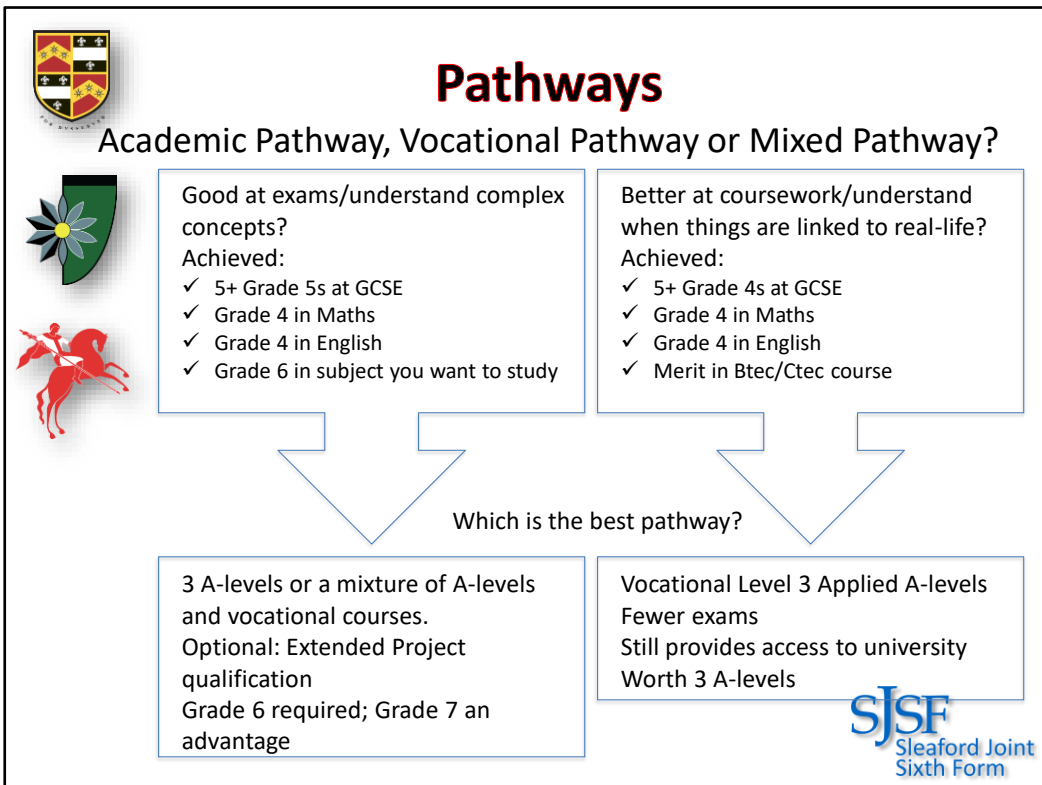 Pathways
Academic Pathway, Vocational Pathway or Mixed Pathway?
Good at exams/understand complex
concepts?
Achieved:
✓ 5+ Grade 5s at GCSE
✓ Grade 4 in Maths
✓ Grade 4 in English
✓ Grade 6 in subject you want to study
Better at coursework/understand
when things are linked to real-life?
Achieved:
✓ 5+ Grade 4s at GCSE
✓ Grade 4 in Maths
✓ Grade 4 in English
✓ Merit in Btec/Ctec course
Which is the best pathway?
3 A-levels or a mixture of A-levels
and vocational courses.
Optional: Extended Project
qualification
Grade 6 required; Grade 7 an
advantage
Vocational Level 3 Applied A-levels
Fewer exams
Still provides access to university
Worth 3 A-levels
SJSF
Sleaford Joint
Sixth Form